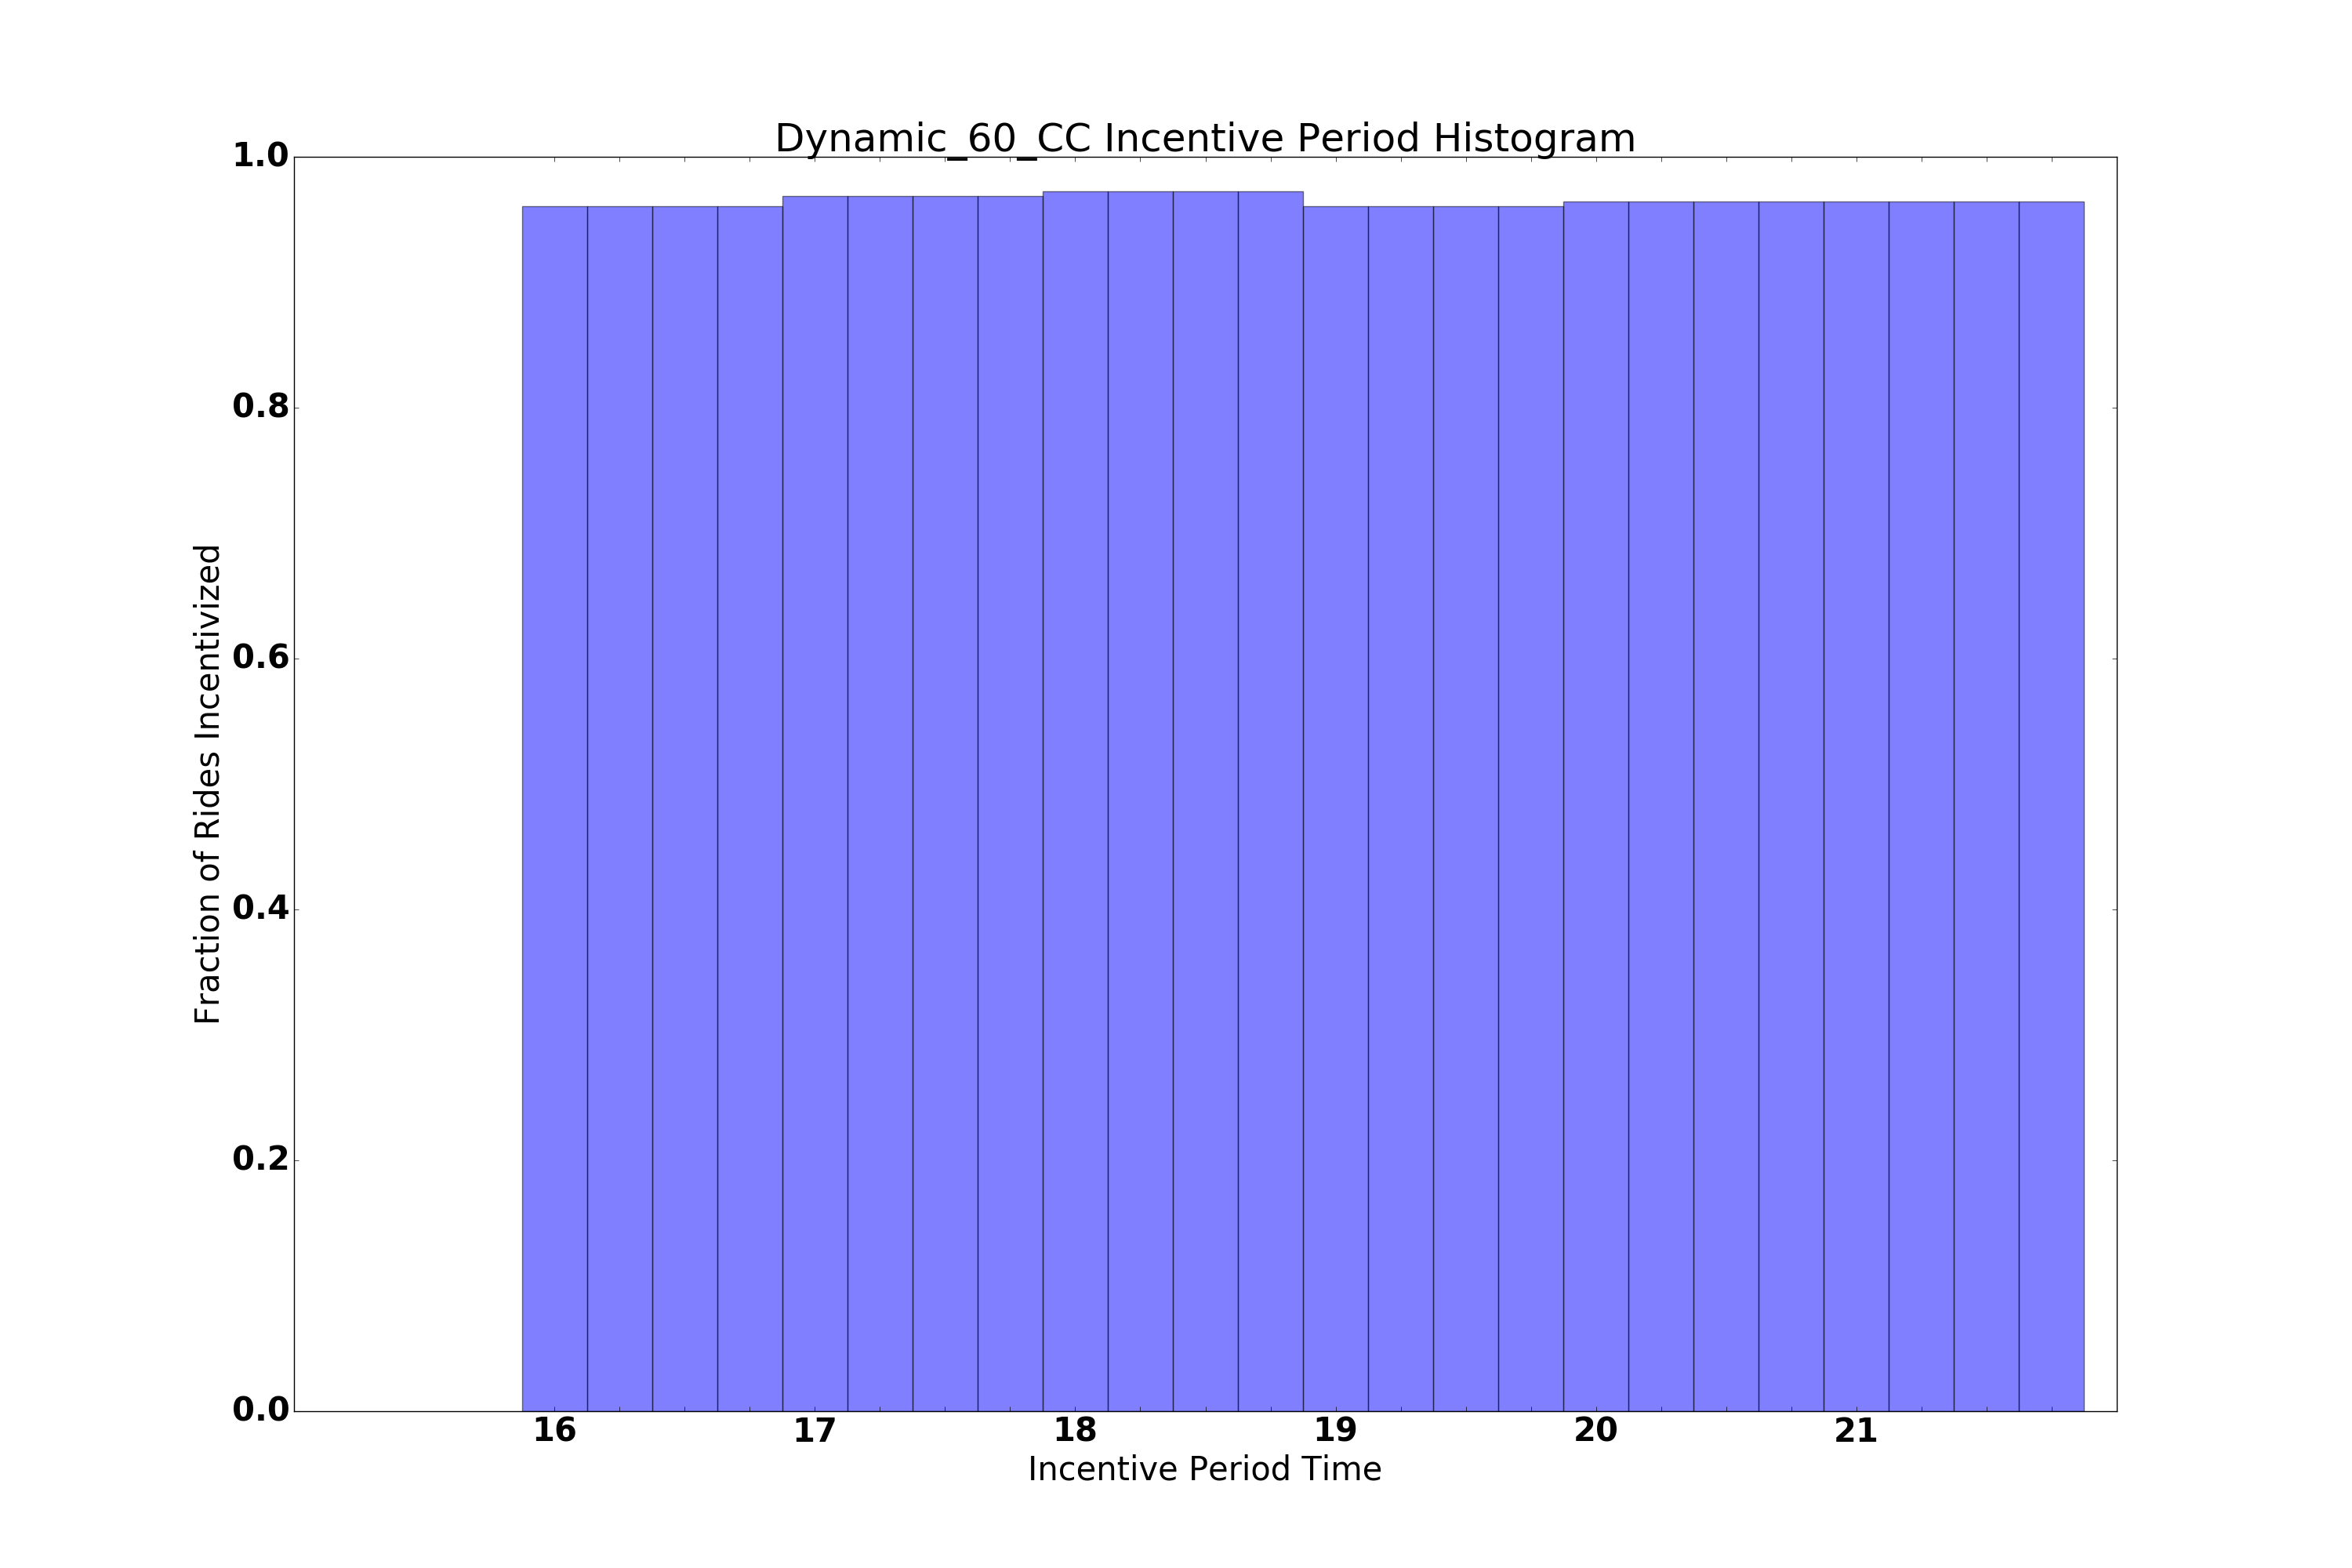 Dynamic_60_CC Incentive Period Histogram
1.0
0.8
0.6
0.4
0.2
0.0
Fraction of Rides Incentivized
16 17 18 19 20 21
Incentive Period Time